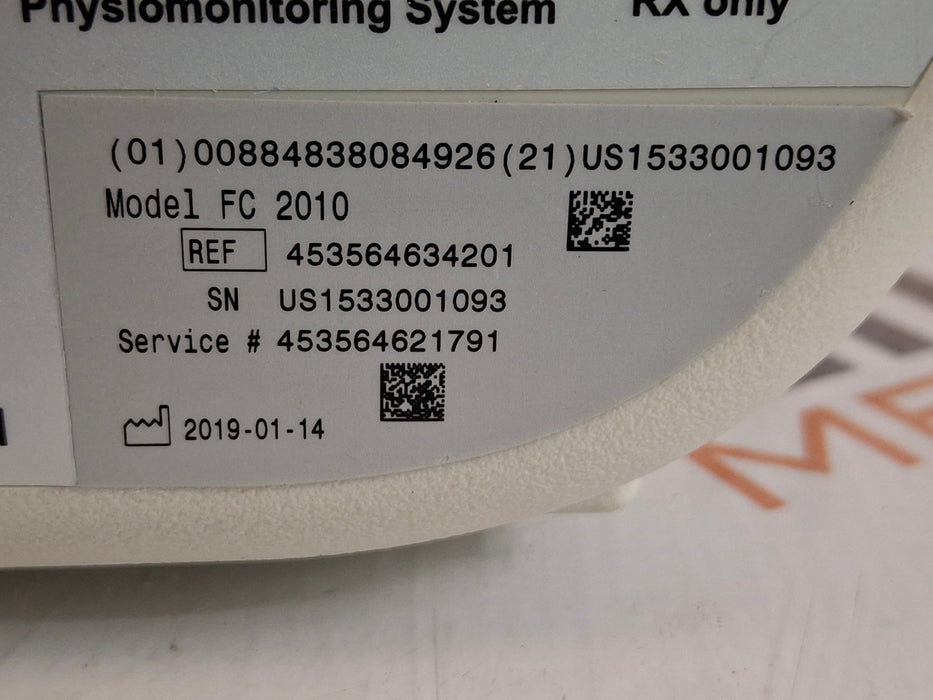 Physiomonitoring System RX only
(01)00884838084926(21)US1533001093
Model FC 2010
REF 453564634201
SN US1533001093
Service # 453564621791
2019-01-14